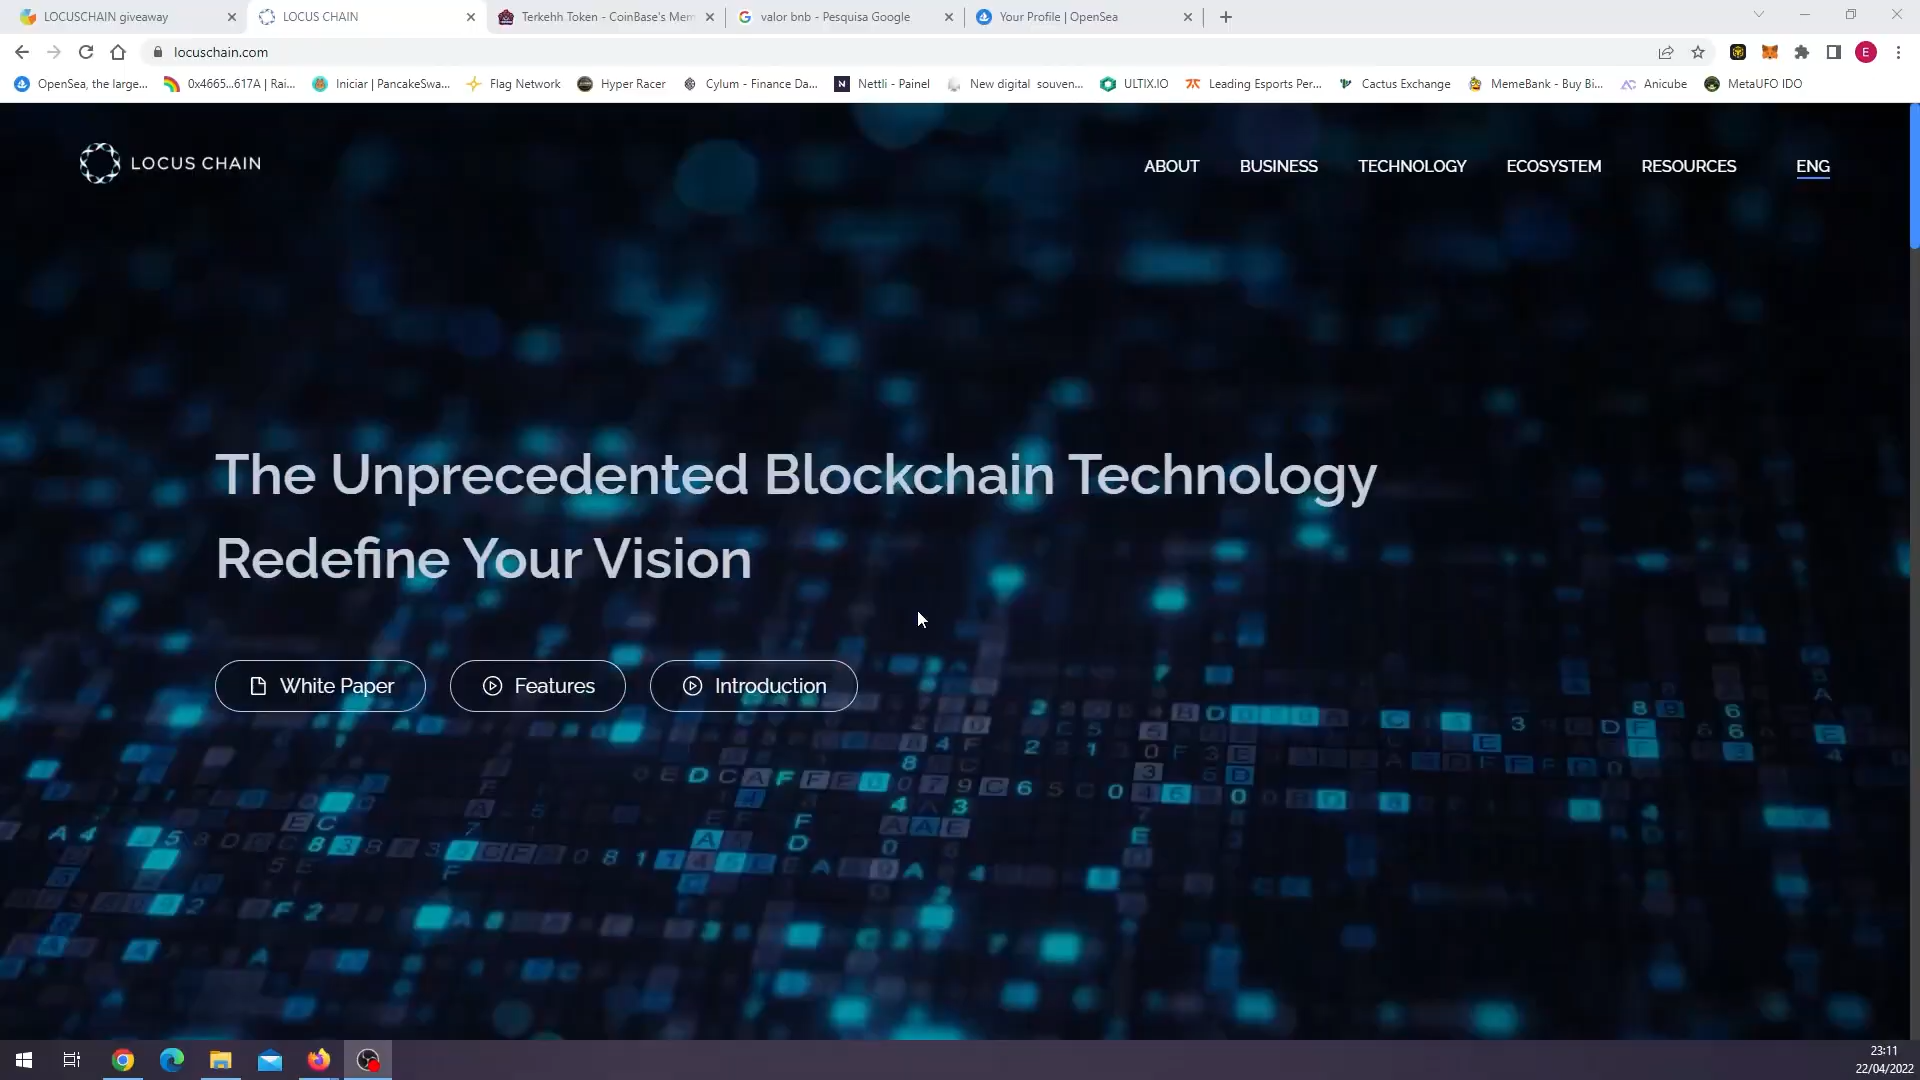 LOCUSCHAIN giveaway
LOCUS CHAIN
Terkehh Token - CoinBase's Mem
valor bnb - Pesquisa Google
Your Profile | OpenSea
locuschain.com
E
OpenSea, the large...
0x4665...617A | Rai...
Iniciar | PancakeSwa...
Flag Network
Hyper Racer
Cylum - Finance Da...
Nettli - Painel
New digital souven...
ULTIX.IO
Leading Esports Per...
Cactus Exchange
MemeBank - Buy Bi...
Anicube
MetaUFO IDO
LOCUS CHAIN
ABOUT
BUSINESS
TECHNOLOGY
ECOSYSTEM
RESOURCES
ENG
The Unprecedented Blockchain Technology
Redefine Your Vision
White Paper
Features
Introduction
23:11
22/04/2022